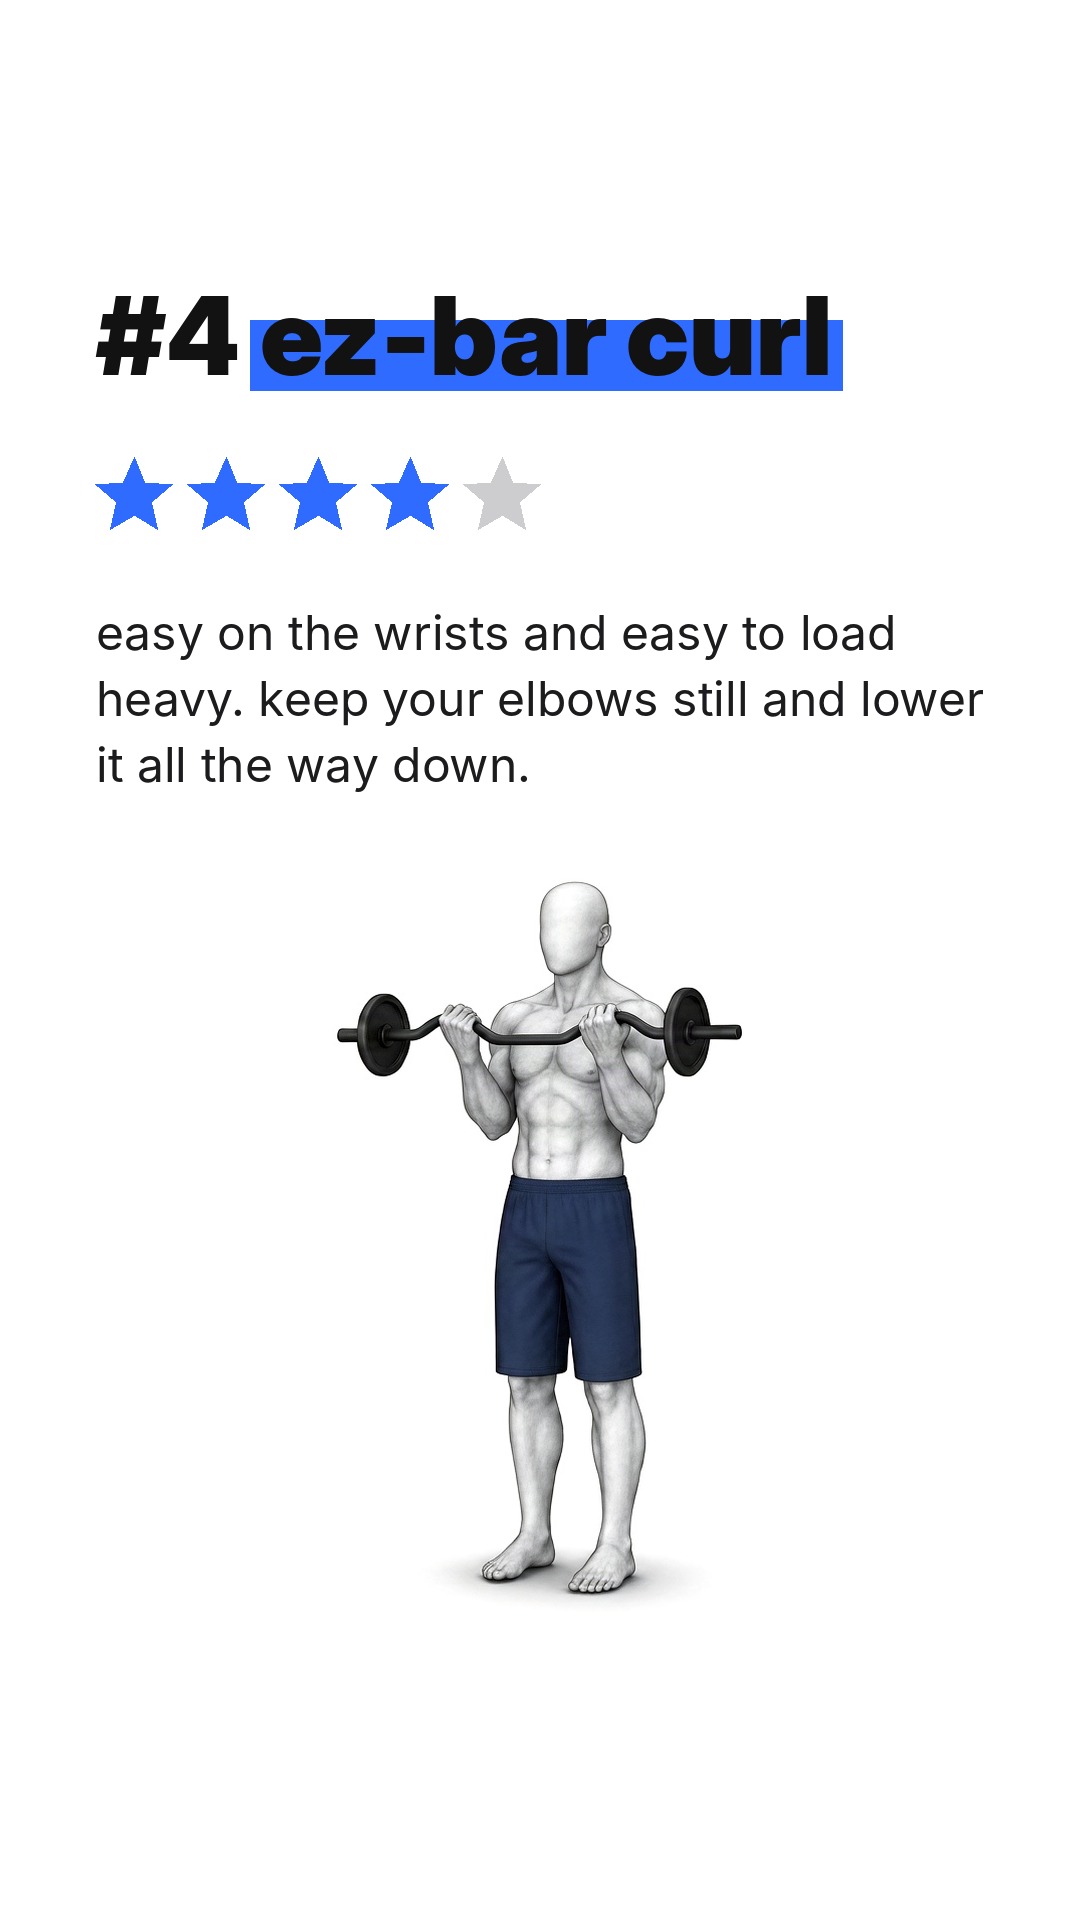 #4 ez-bar curl
easy on the wrists and easy to load
heavy. keep your elbows still and lower
it all the way down.